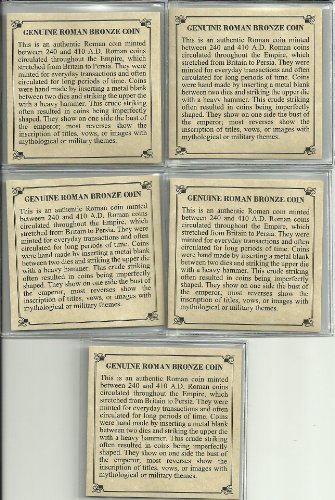 GENUINE ROMAN BRONZE COIN
This is an authentic Roman coin minted
between 240 and 410 A.D. Roman coins
circulated throughout the Empire, which
stretched from Britain to Persia. They were
minted for everyday transactions and often
circulated for long periods of time. Coins
were hand made by inserting a metal blank
between two dies and striking the upper die
with a heavy hammer. This crude striking
often resulted in coins being imperfectly
shaped. They show on one side the bust of
the emperor; most reverses show the
inscription of titles, vows, or images with
mythological or military themes.
GENUINE ROMAN BRONZE COIN
This is an authentic Roman coin minted
between 240 and 410 A.D. Roman coins
circulated throughout the Empire, which
stretched from Britain to Persia. They were
minted for everyday transactions and often
circulated for long periods of time. Coins
were hand made by inserting a metal blank
between two dies and striking the upper die
with a heavy hammer. This crude striking
often resulted in coins being imperfectly
shaped. They show on one side the bust of
the emperor; most reverses show the
inscription of titles, vows, or images with
mythological or military themes.
GENUINE ROMAN BRONZE COIN
This is an authentic Roman coin minted
between 240 and 410 A.D. Roman coins
circulated throughout the Empire, which
stretched from Britain to Persia. They were
minted for everyday transactions and often
circulated for long periods of time. Coins
were hand made by inserting a metal blank
between two dies and striking the upper die
with a heavy hammer. This crude striking
often resulted in coins being imperfectly
shaped. They show on one side the bust of
the emperor; most reverses show the
inscription of titles, vows, or images with
mythological or military themes.
GENUINE ROMAN BRONZE COIN
This is an authentic Roman coin minted
between 240 and 410 A.D. Roman coins
circulated throughout the Empire, which
stretched from Britain to Persia. They were
minted for everyday transactions and often
circulated for long periods of time. Coins
were hand made by inserting a metal blank
between two dies and striking the upper die
with a heavy hammer. This crude striking
often resulted in coins being imperfectly
shaped. They show on one side the bust of
the emperor; most reverses show the
inscription of titles, vows, or images with
mythological or military themes.
GENUINE ROMAN BRONZE COIN
This is an authentic Roman coin minted
between 240 and 410 A.D. Roman coins
circulated throughout the Empire, which
stretched from Britain to Persia. They were
minted for everyday transactions and often
circulated for long periods of time. Coins
were hand made by inserting a metal blank
between two dies and striking the upper die
with a heavy hammer. This crude striking
often resulted in coins being imperfectly
shaped. They show on one side the bust of
the emperor; most reverses show the
inscription of titles, vows, or images with
mythological or military themes.